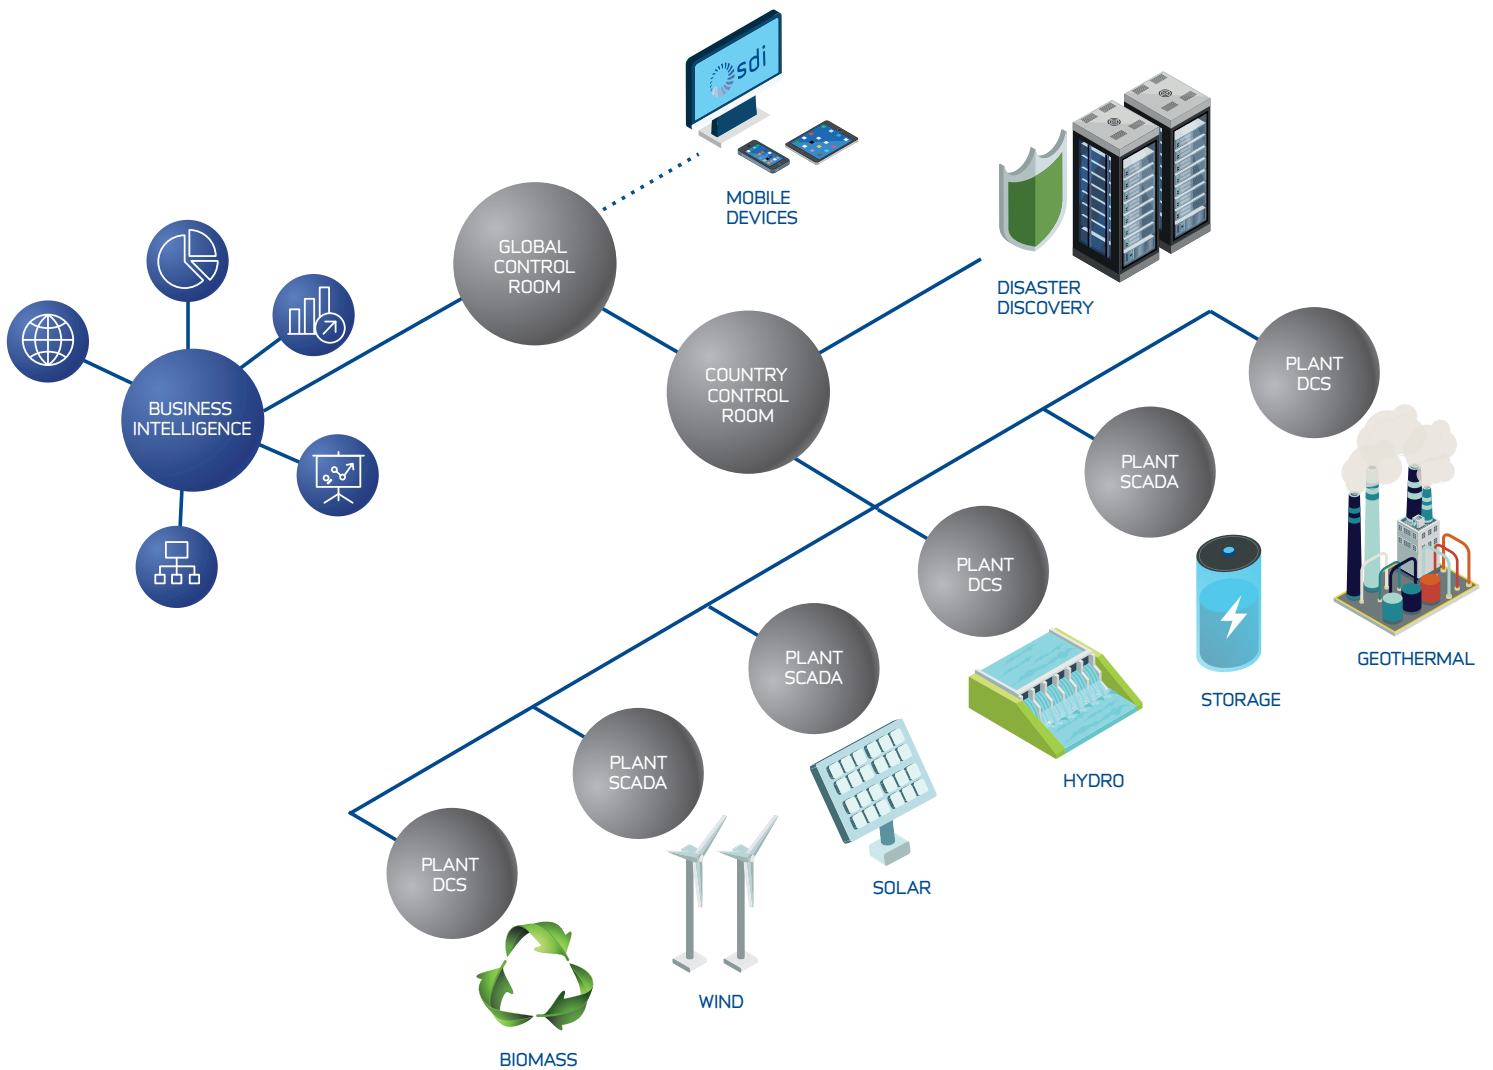 sdi
MOBILE
DEVICES
GLOBAL
CONTROL
ROOM
DISASTER
DISCOVERY
BUSINESS
INTELLIGENCE
COUNTRY
CONTROL
ROOM
PLANT
DCS
GEOTHERMAL
PLANT
SCADA
STORAGE
PLANT
DCS
HYDRO
PLANT
SCADA
SOLAR
PLANT
SCADA
WIND
PLANT
DCS
BIOMASS